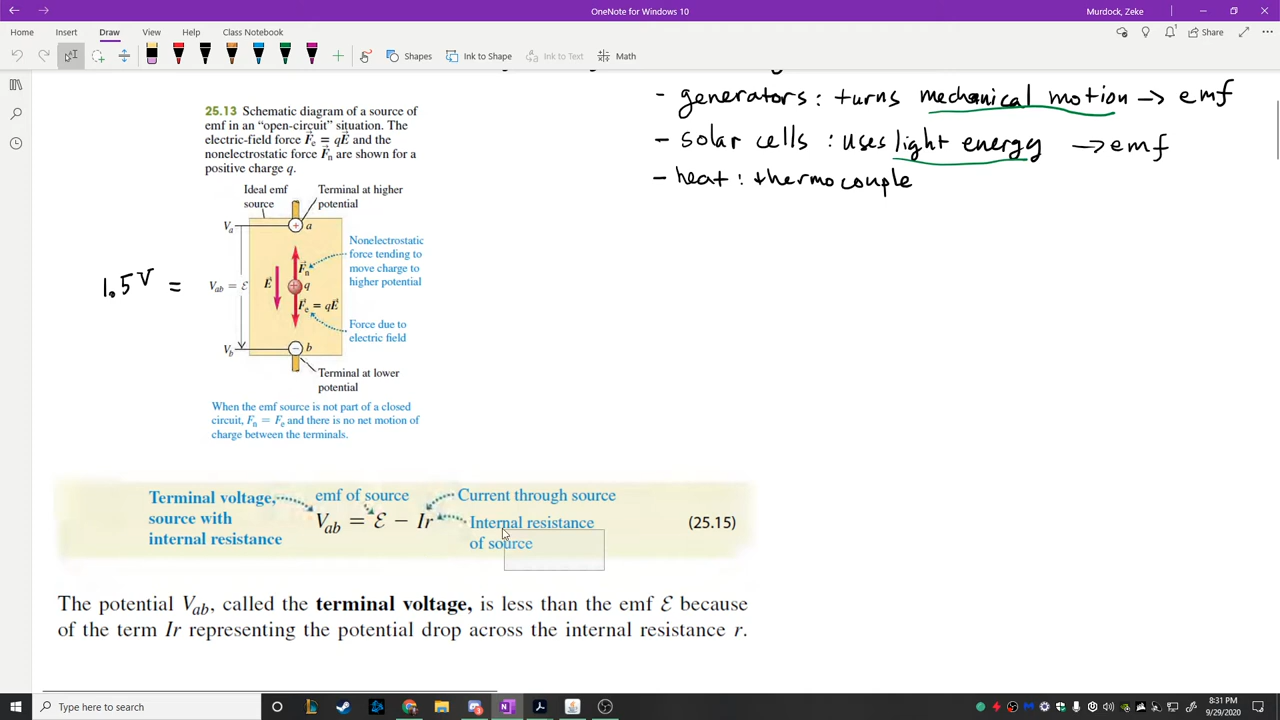 OneNote for Windows 10
Murdock, Zeke
Home Insert Draw View Help Class Notebook
Share
Shapes Ink to Shape Ink to Text Math
- generators : turns mechanical motion → emf
- solar cells : uses light energy → emf
- heat : thermocouple
25.13 Schematic diagram of a source of
emf in an “open-circuit” situation. The
electric-field force F⃗e = qE⃗ and the
nonelectrostatic force F⃗n are shown for a
positive charge q.
Ideal emf
source
Terminal at higher
potential
Va
+ a
Nonelectrostatic
force tending to
move charge to
higher potential
F⃗n
1.5 V =
Vab = ℰ
E⃗
+ q
F⃗e = qE⃗
Force due to
electric field
Vb
− b
Terminal at lower
potential
When the emf source is not part of a closed
circuit, Fn = Fe and there is no net motion of
charge between the terminals.
Terminal voltage,
source with
internal resistance
emf of source
Current through source
Vab = ℰ − Ir
Internal resistance
of source
(25.15)
The potential Vab, called the terminal voltage, is less than the emf ℰ because
of the term Ir representing the potential drop across the internal resistance r.
Type here to search
8:31 PM
9/29/2020